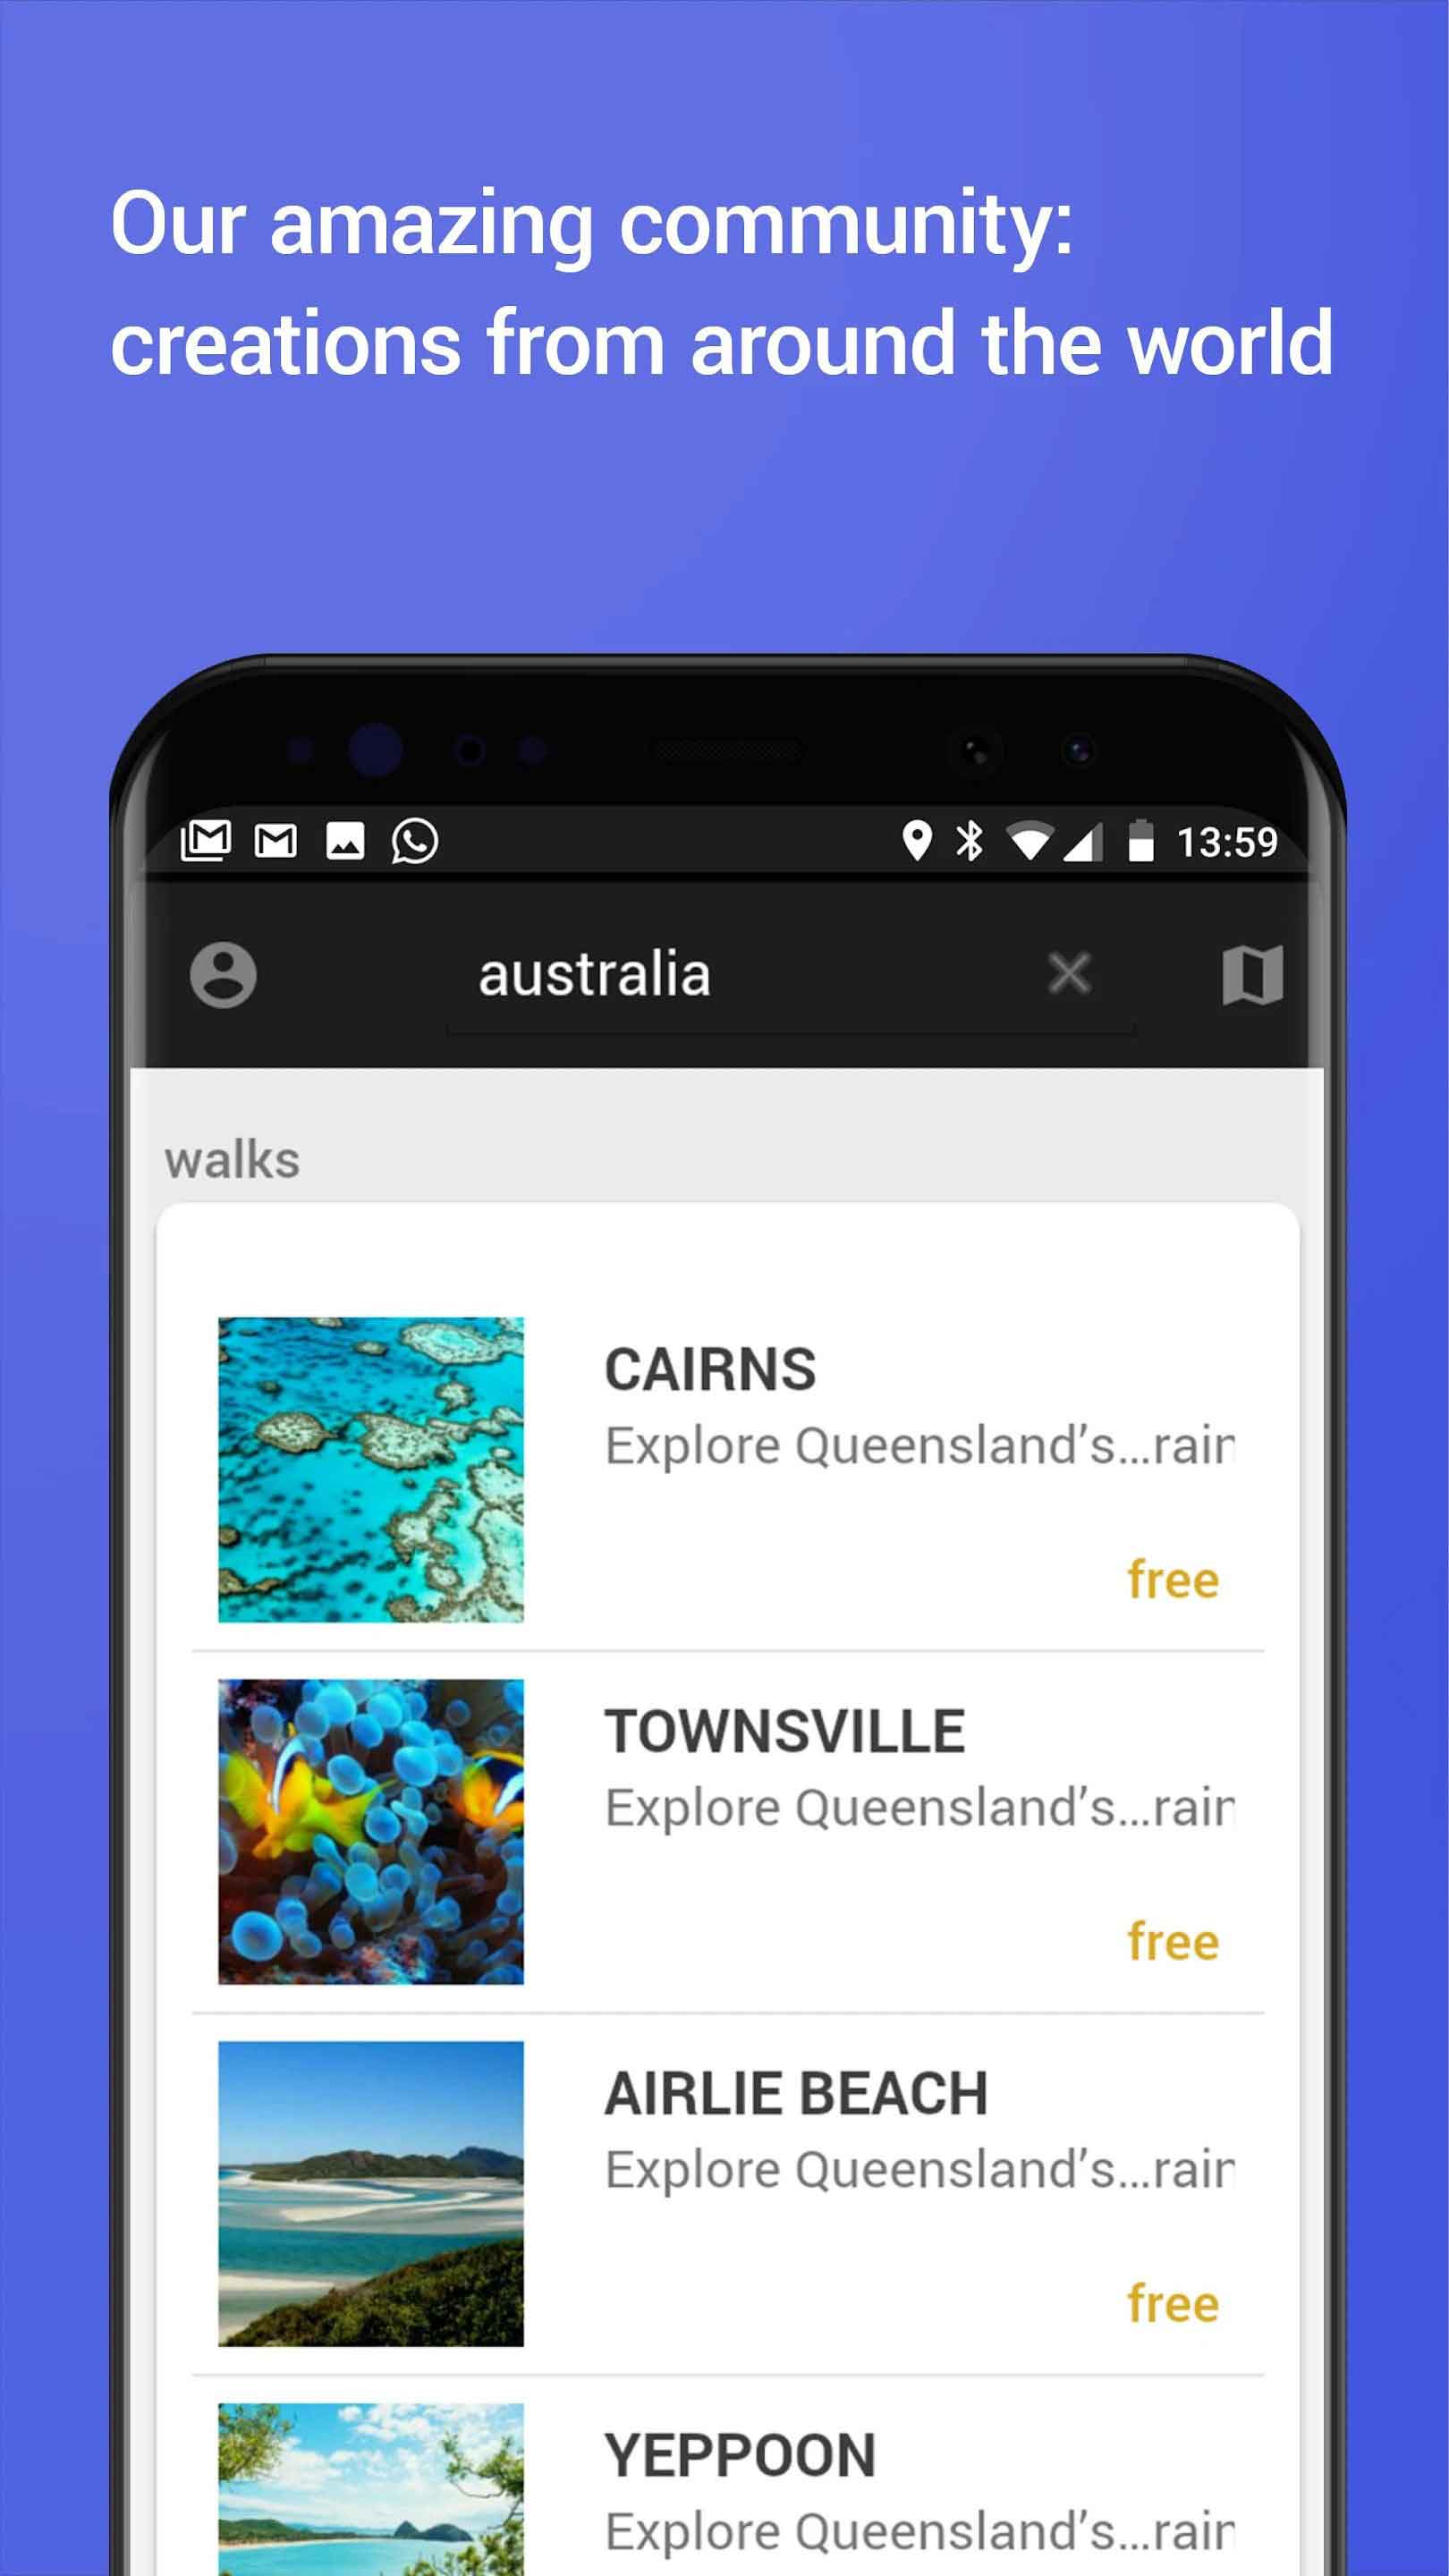 Our amazing community:
creations from around the world
13:59
australia
walks
CAIRNS
Explore Queensland’s...rain
free
TOWNSVILLE
Explore Queensland’s...rain
free
AIRLIE BEACH
Explore Queensland’s...rain
free
YEPPOON
Explore Queensland’s...rain